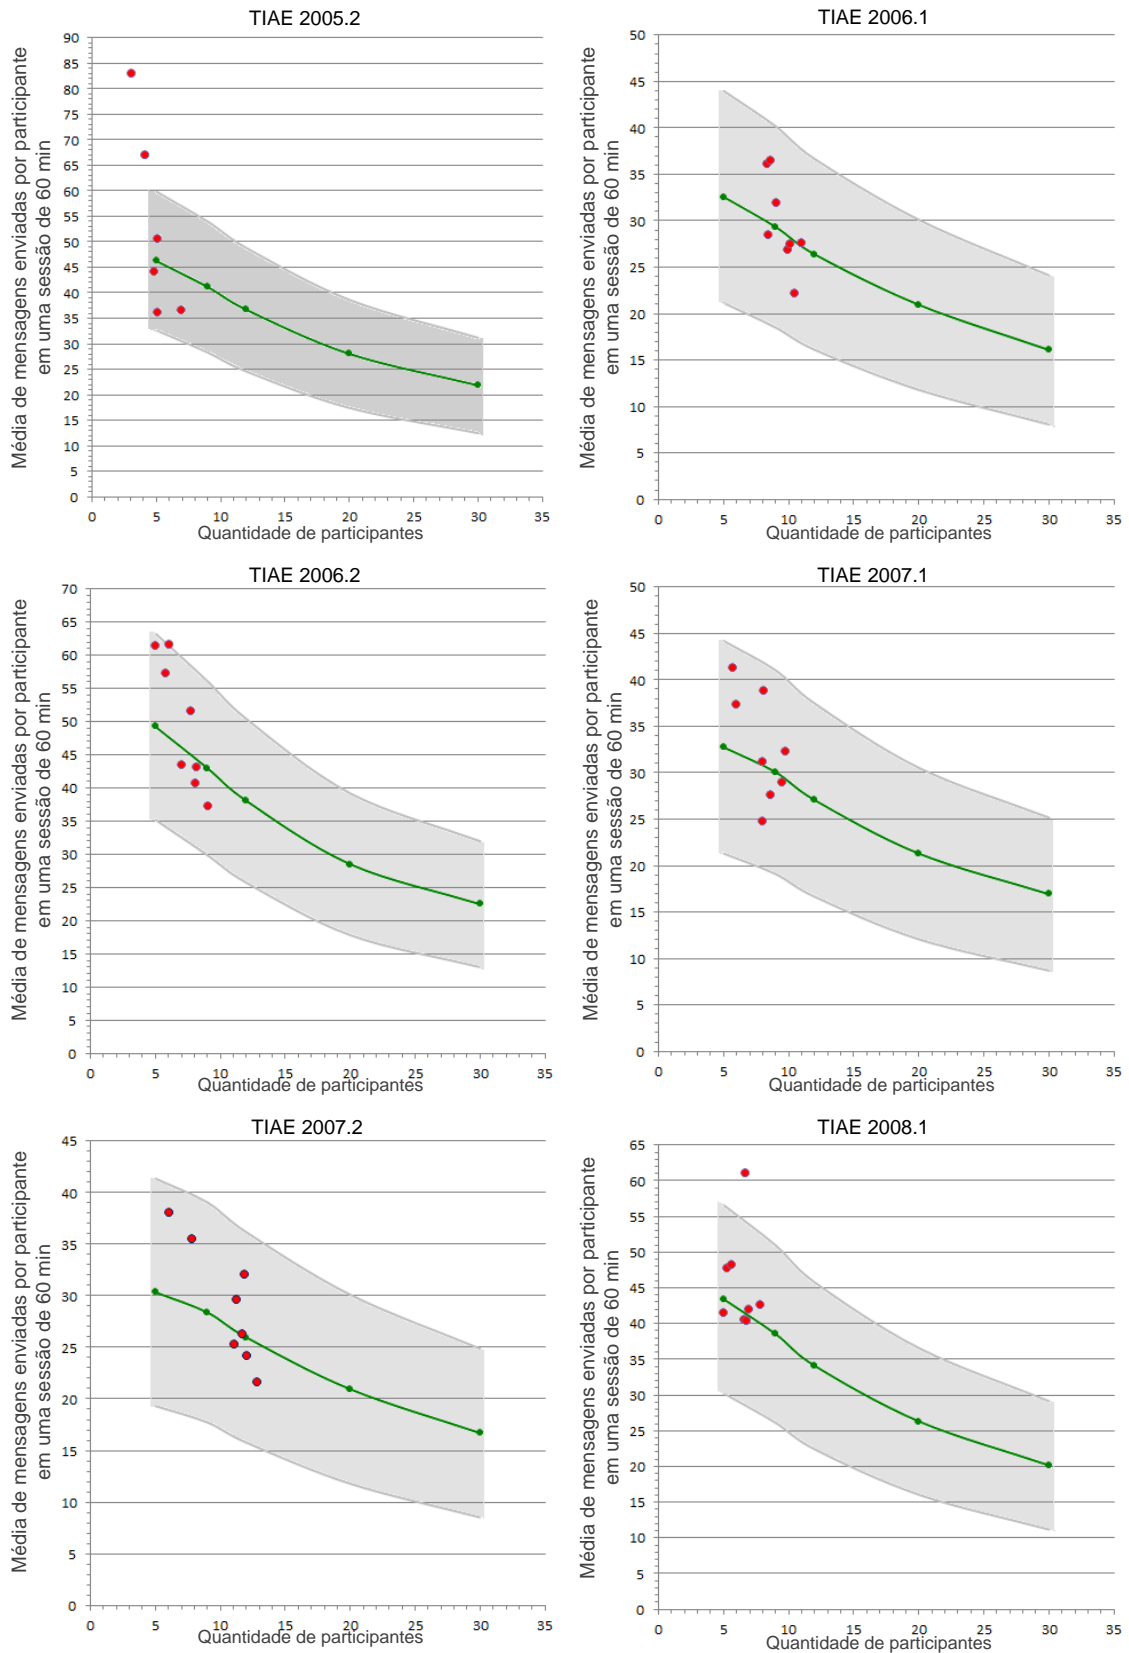 TIAE 2005.2
Média de mensagens enviadas por participante
em uma sessão de 60 min
90
85
80
75
70
65
60
55
50
45
40
35
30
25
20
15
10
5
0
0 5 10 15 20 25 30 35
Quantidade de participantes
TIAE 2006.1
Média de mensagens enviadas por participante
em uma sessão de 60 min
50
45
40
35
30
25
20
15
10
5
0
0 5 10 15 20 25 30 35
Quantidade de participantes
TIAE 2006.2
Média de mensagens enviadas por participante
em uma sessão de 60 min
70
65
60
55
50
45
40
35
30
25
20
15
10
5
0
0 5 10 15 20 25 30 35
Quantidade de participantes
TIAE 2007.1
Média de mensagens enviadas por participante
em uma sessão de 60 min
50
45
40
35
30
25
20
15
10
5
0
0 5 10 15 20 25 30 35
Quantidade de participantes
TIAE 2007.2
Média de mensagens enviadas por participante
em uma sessão de 60 min
45
40
35
30
25
20
15
10
5
0
0 5 10 15 20 25 30 35
Quantidade de participantes
TIAE 2008.1
Média de mensagens enviadas por participante
em uma sessão de 60 min
65
60
55
50
45
40
35
30
25
20
15
10
5
0
0 5 10 15 20 25 30 35
Quantidade de participantes